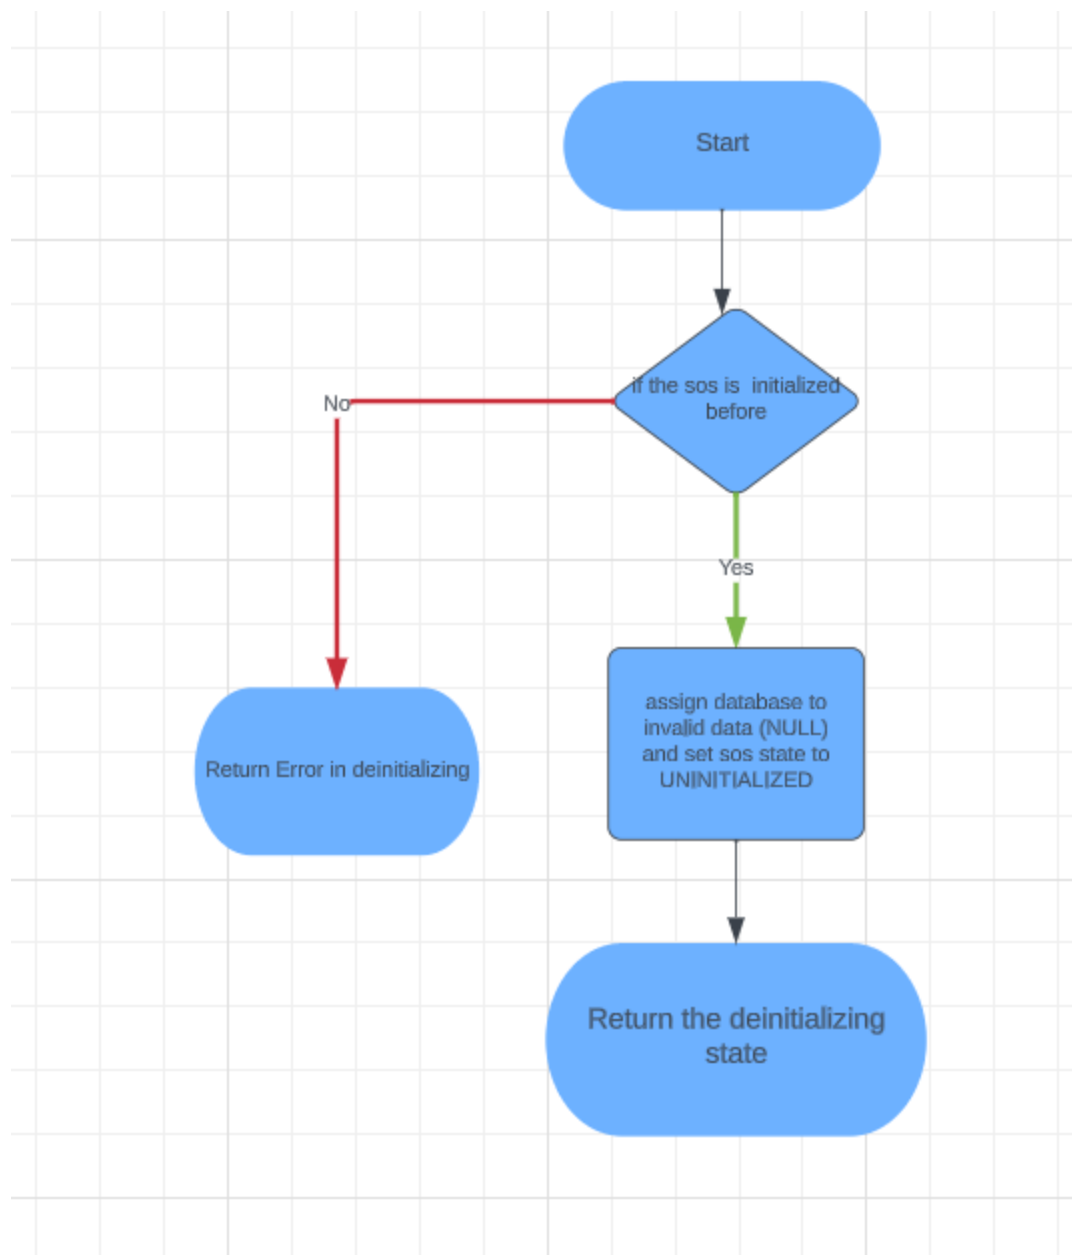 Start
if the sos is  initialized
before
No
Yes
assign database to
invalid data (NULL)
and set sos state to
UNINITIALIZED
Return Error in deinitializing
Return the deinitializing
state